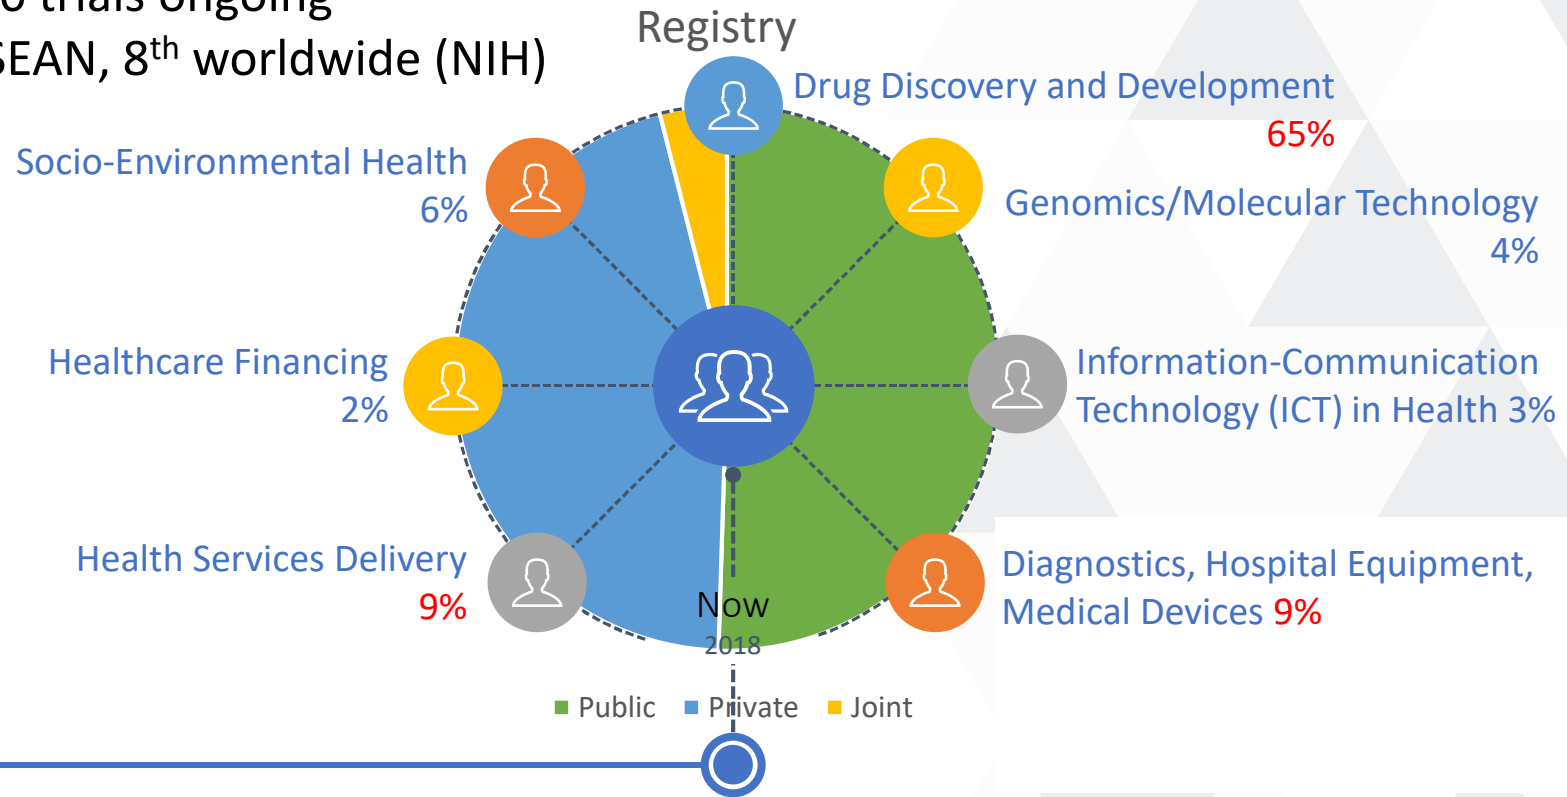 trials ongoing
8th worldwide (NIH)
Registry
Drug Discovery and Development
65%
Socio-Environmental Health
6%
Genomics/Molecular Technology
4%
Healthcare Financing
2%
Information-Communication
Technology (ICT) in Health 3%
Health Services Delivery
9%
Diagnostics, Hospital Equipment,
Medical Devices 9%
Now
2018
Public Private Joint